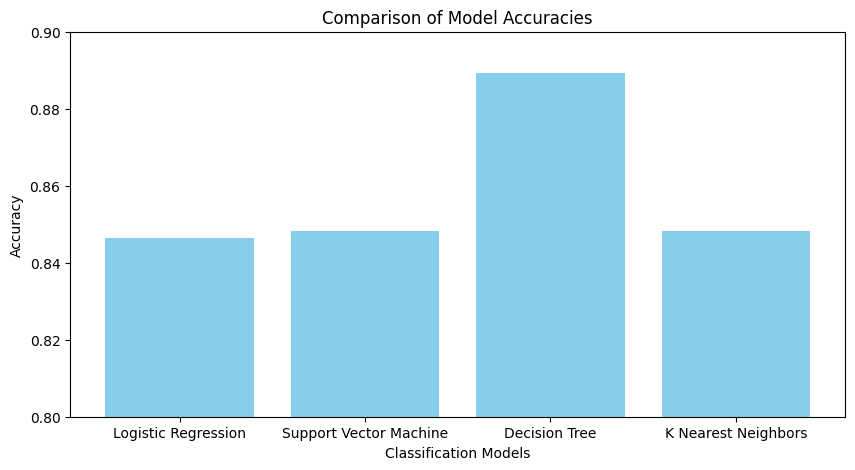 Comparison of Model Accuracies
0.90
0.88
0.86
0.84
0.82
0.80
Accuracy
Logistic Regression
Support Vector Machine
Decision Tree
K Nearest Neighbors
Classification Models